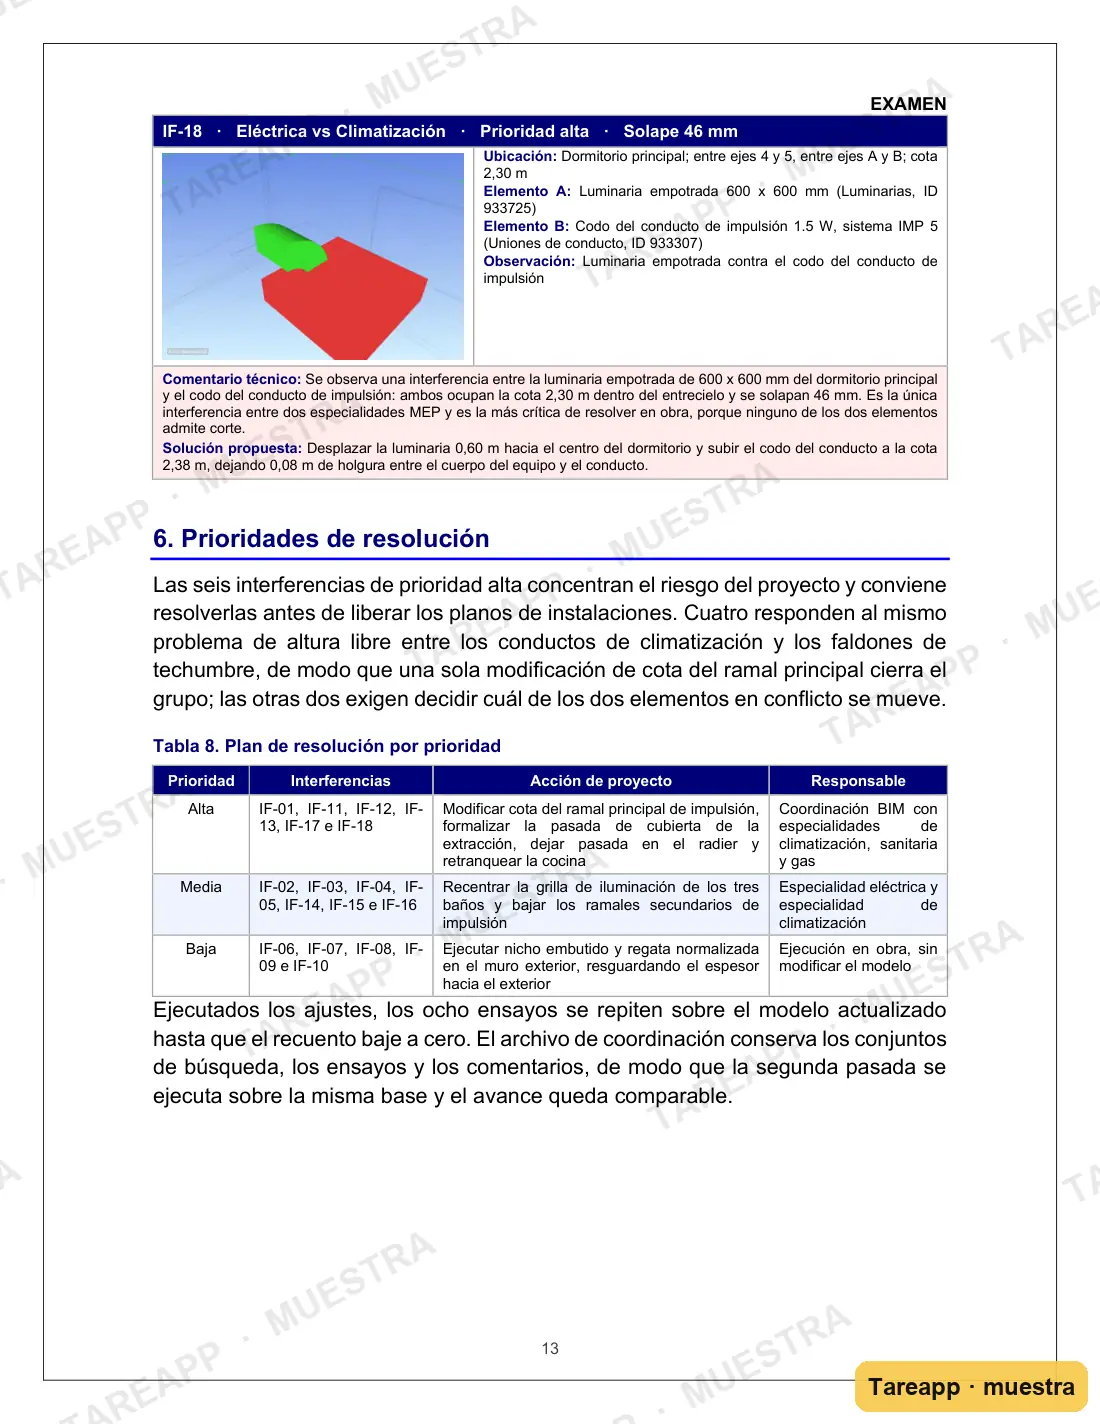 EXAMEN
IF-18 · Eléctrica vs Climatización · Prioridad alta · Solape 46 mm
Ubicación: Dormitorio principal; entre ejes 4 y 5, entre ejes A y B; cota
2,30 m
Elemento A: Luminaria empotrada 600 x 600 mm (Luminarias, ID
933725)
Elemento B: Codo del conducto de impulsión 1.5 W, sistema IMP 5
(Uniones de conducto, ID 933307)
Observación: Luminaria empotrada contra el codo del conducto de
impulsión
Comentario técnico: Se observa una interferencia entre la luminaria empotrada de 600 x 600 mm del dormitorio principal
y el codo del conducto de impulsión: ambos ocupan la cota 2,30 m dentro del entrecielo y se solapan 46 mm. Es la única
interferencia entre dos especialidades MEP y es la más crítica de resolver en obra, porque ninguno de los dos elementos
admite corte.
Solución propuesta: Desplazar la luminaria 0,60 m hacia el centro del dormitorio y subir el codo del conducto a la cota
2,38 m, dejando 0,08 m de holgura entre el cuerpo del equipo y el conducto.
6. Prioridades de resolución
Las seis interferencias de prioridad alta concentran el riesgo del proyecto y conviene
resolverlas antes de liberar los planos de instalaciones. Cuatro responden al mismo
problema de altura libre entre los conductos de climatización y los faldones de
techumbre, de modo que una sola modificación de cota del ramal principal cierra el
grupo; las otras dos exigen decidir cuál de los dos elementos en conflicto se mueve.
Tabla 8. Plan de resolución por prioridad
Prioridad Interferencias Acción de proyecto Responsable
Alta
IF-01, IF-11, IF-12, IF-
13, IF-17 e IF-18
Modificar cota del ramal principal de impulsión,
formalizar la pasada de cubierta de la
extracción, dejar pasada en el radier y
retranquear la cocina
Coordinación BIM con
especialidades de
climatización, sanitaria
y gas
Media
IF-02, IF-03, IF-04, IF-
05, IF-14, IF-15 e IF-16
Recentrar la grilla de iluminación de los tres
baños y bajar los ramales secundarios de
impulsión
Especialidad eléctrica y
especialidad de
climatización
Baja
IF-06, IF-07, IF-08, IF-
09 e IF-10
Ejecutar nicho embutido y regata normalizada
en el muro exterior, resguardando el espesor
hacia el exterior
Ejecución en obra, sin
modificar el modelo
Ejecutados los ajustes, los ocho ensayos se repiten sobre el modelo actualizado
hasta que el recuento baje a cero. El archivo de coordinación conserva los conjuntos
de búsqueda, los ensayos y los comentarios, de modo que la segunda pasada se
ejecuta sobre la misma base y el avance queda comparable.
13
Tareapp · muestra
TAREAPP · MUESTRA